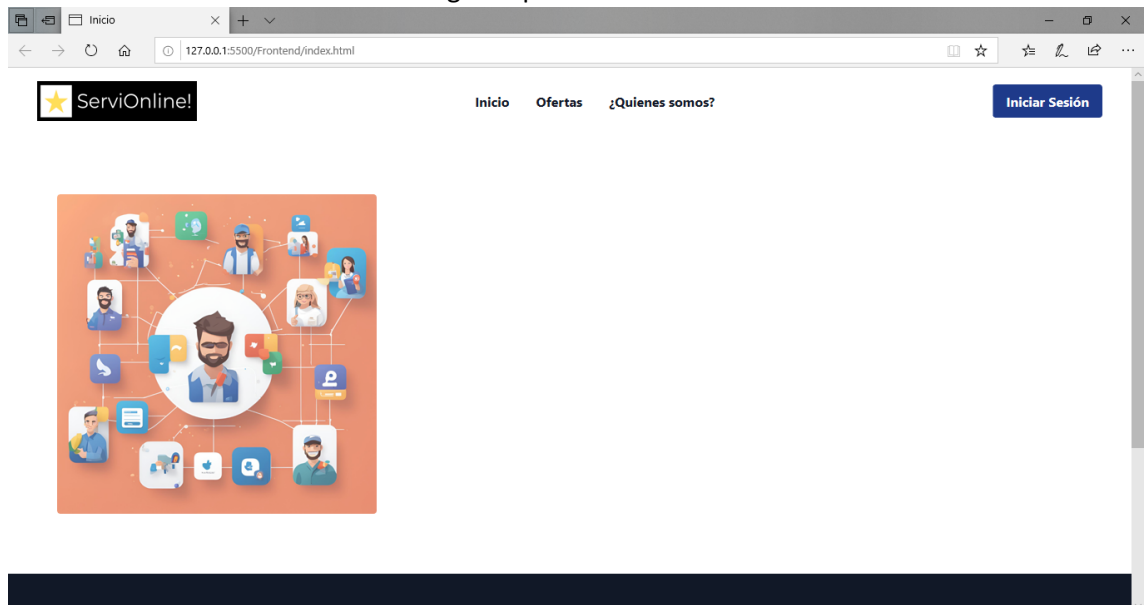 Inicio
127.0.0.1:5500/Frontend/index.html
ServiOnline!
Inicio Ofertas ¿Quienes somos?
Iniciar Sesión